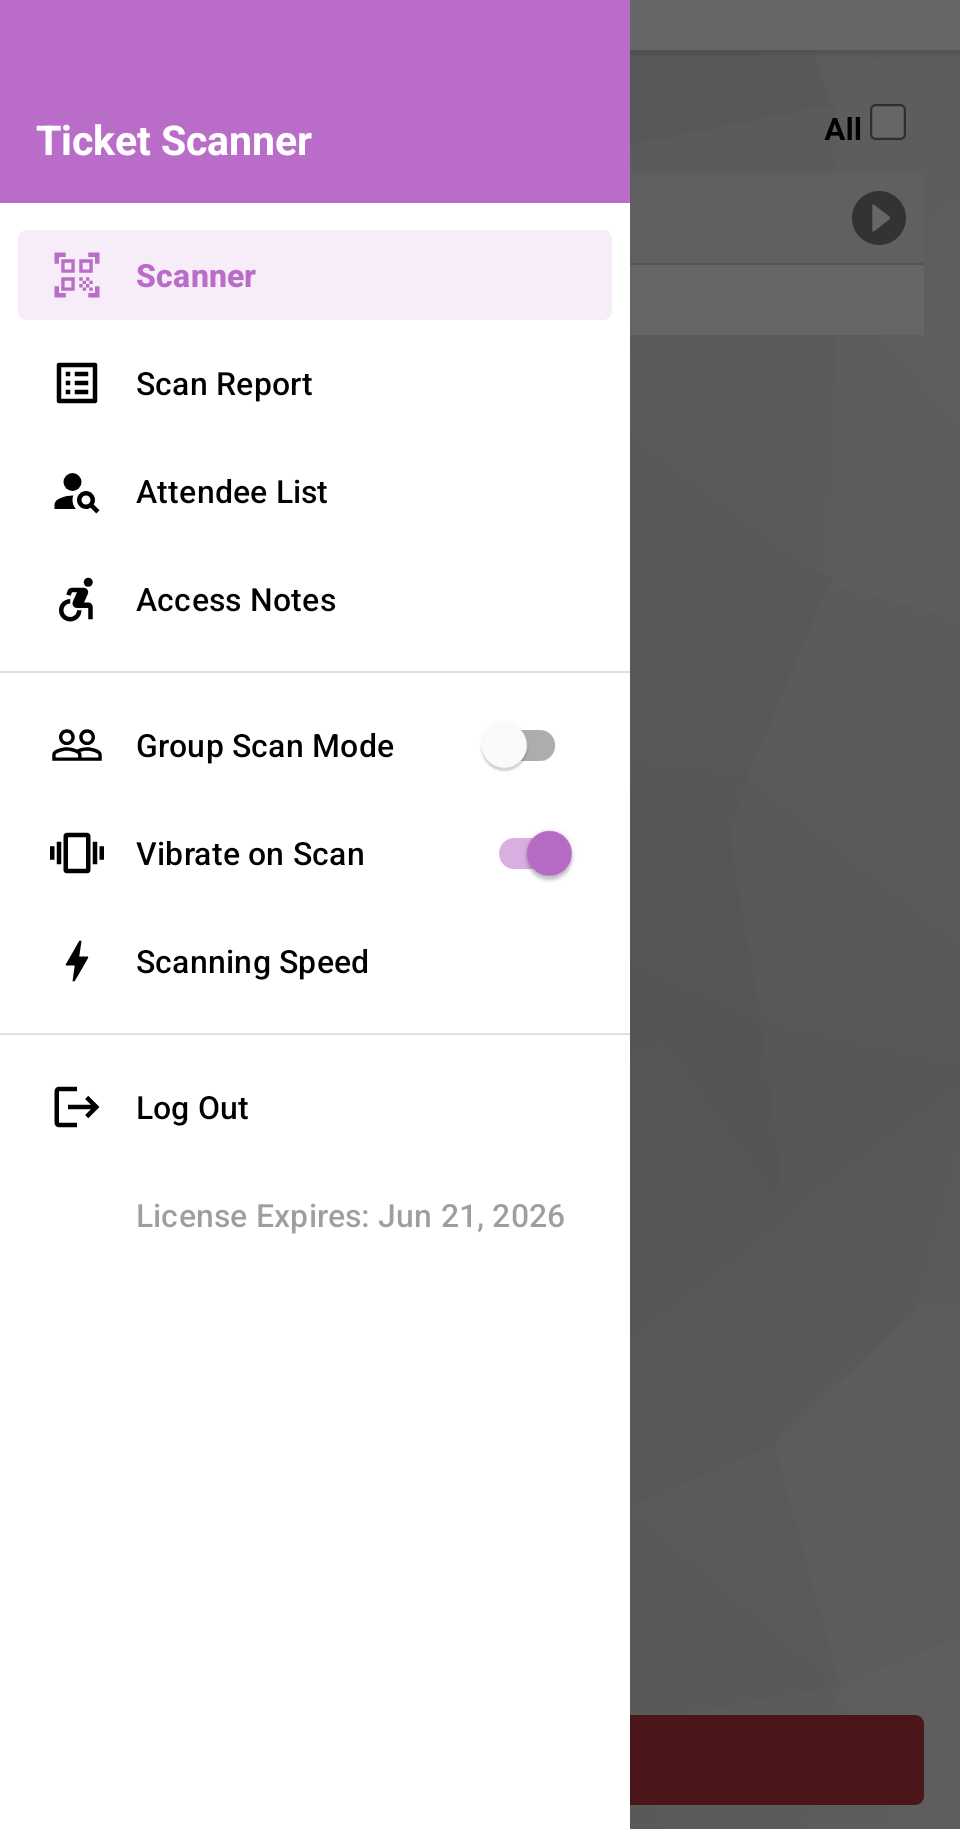 Ticket Scanner
All
Scanner
Scan Report
Attendee List
Access Notes
Group Scan Mode
Vibrate on Scan
Scanning Speed
Log Out
License Expires: Jun 21, 2026